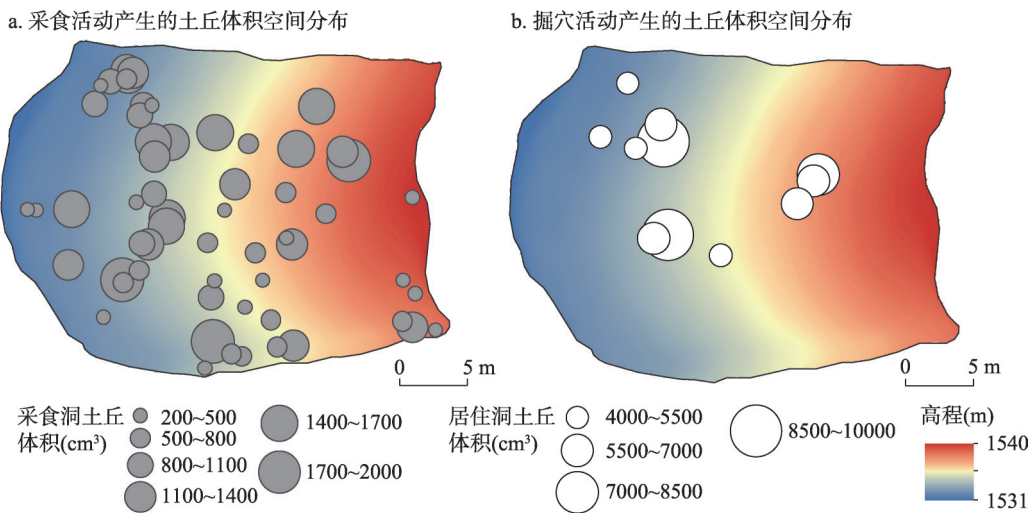 a. 采食活动产生的土丘体积空间分布
b. 掘穴活动产生的土丘体积空间分布
0 5 m
0 5 m
采食洞土丘
体积(cm³)
200~500
500~800
800~1100
1100~1400
1400~1700
1700~2000
居住洞土丘
体积(cm³)
4000~5500
5500~7000
7000~8500
8500~10000
高程(m)
1540
1531